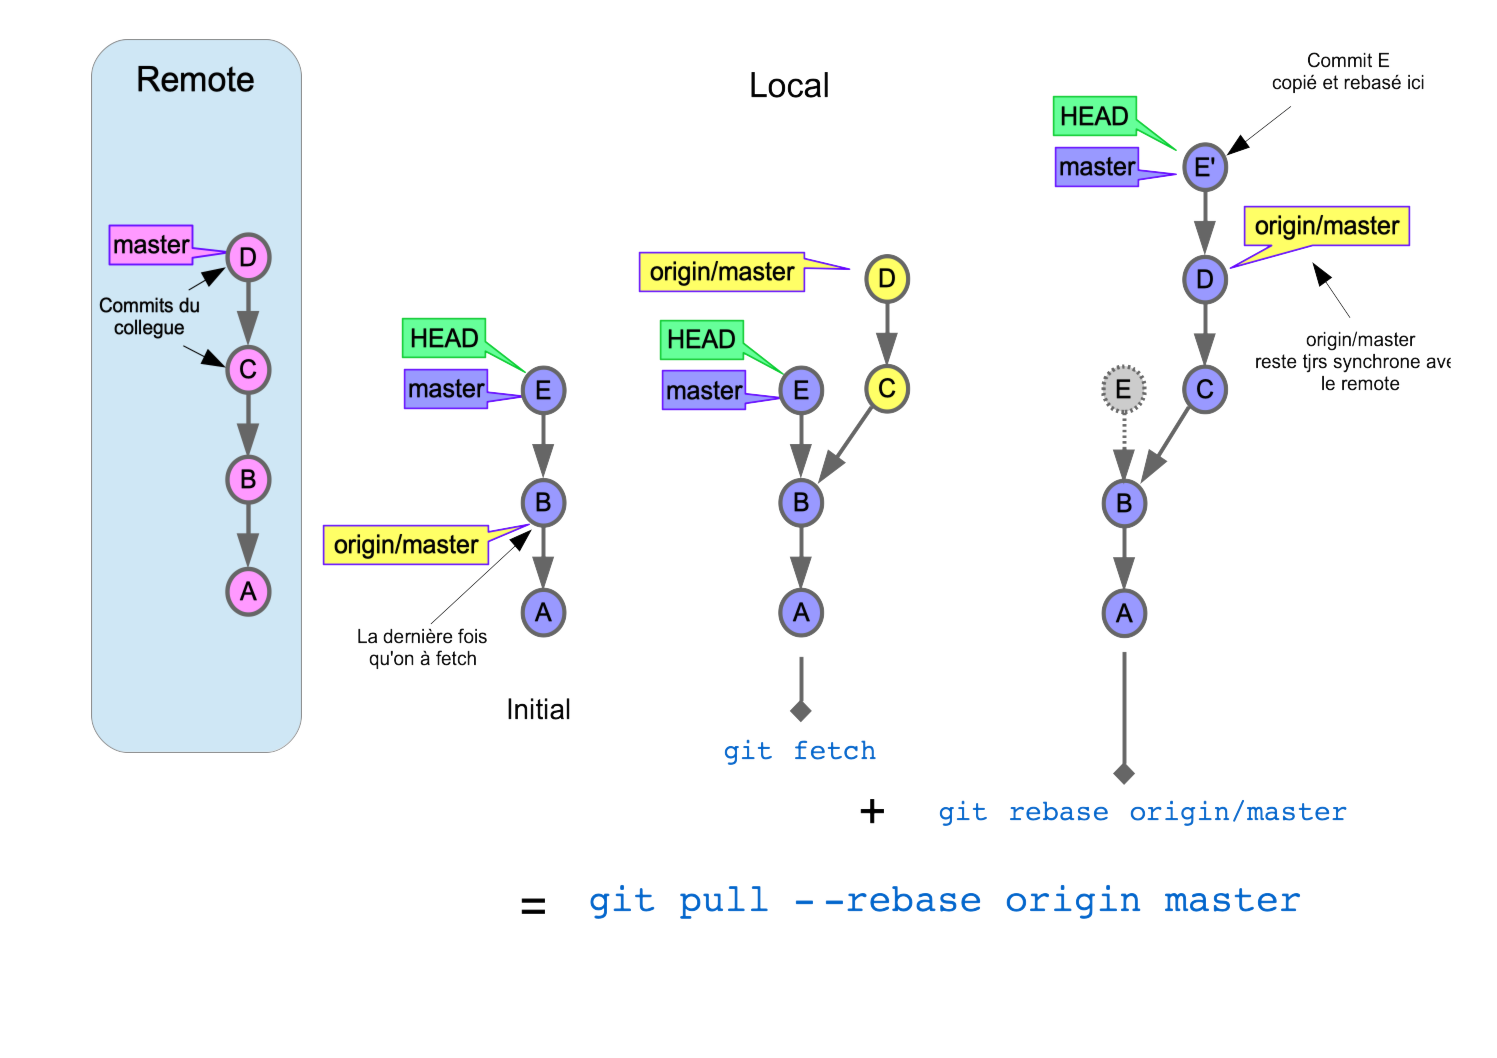 Remote
master
D
Commits du
collegue
C
B
A
Local
HEAD
master
E
B
origin/master
A
La dernière fois
qu'on à fetch
Initial
origin/master
D
HEAD
master
E
C
B
A
git fetch
Commit E
copié et rebasé ici
HEAD
master
E'
origin/master
D
origin/master
reste tjrs synchrone ave
le remote
E
C
B
A
+
git rebase origin/master
= git pull --rebase origin master